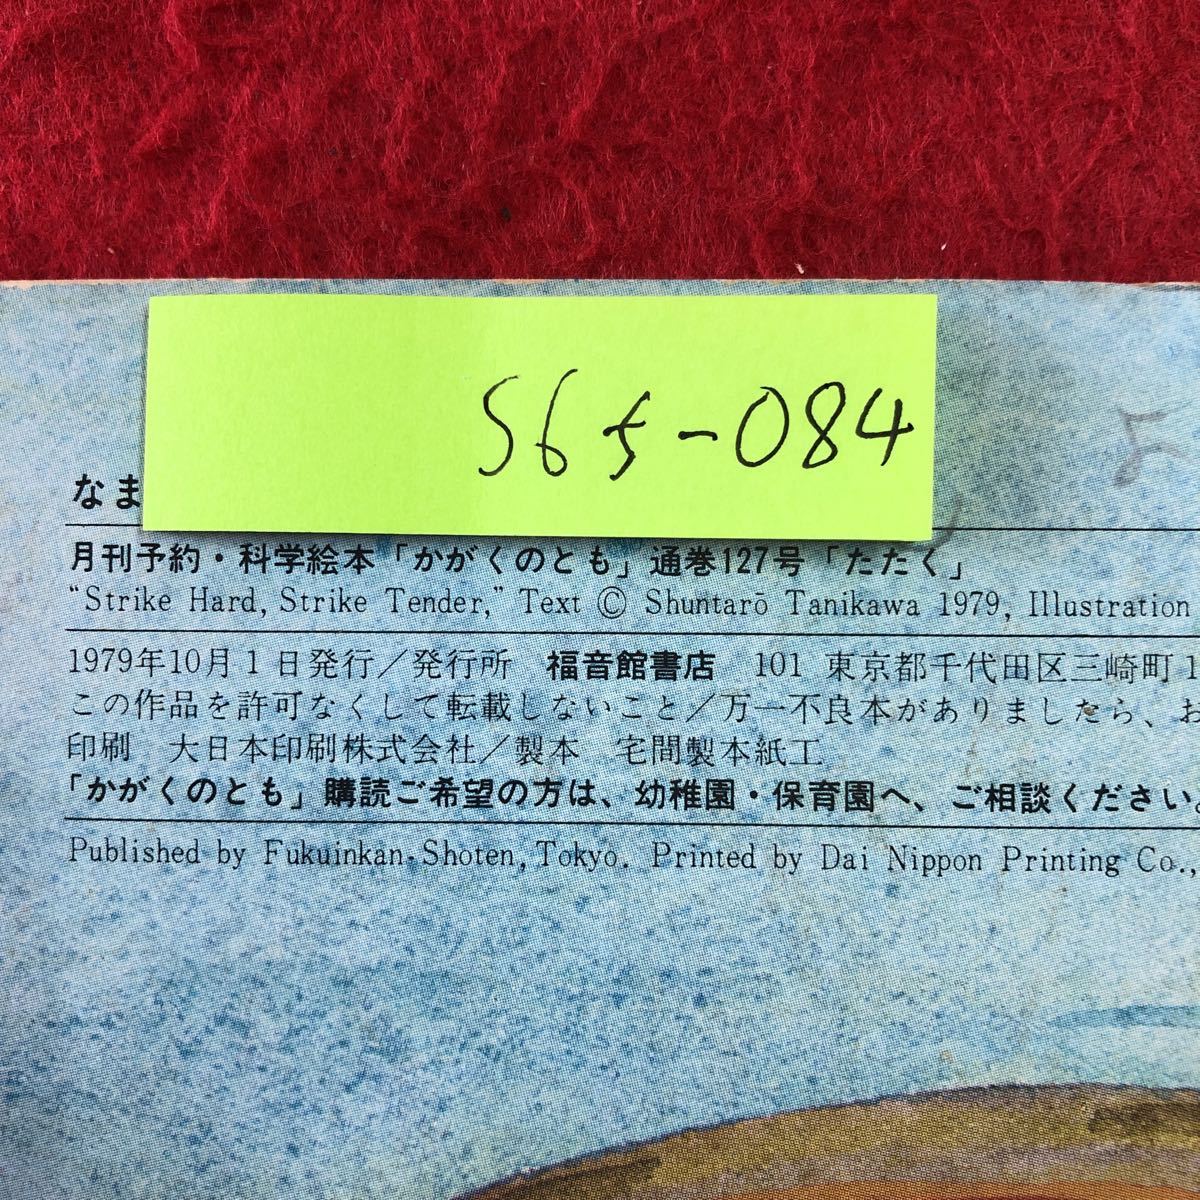 S65-084
5
なま
月刊予約・科学絵本「かがくのとも」通巻127号「たたく」
“Strike Hard, Strike Tender,” Text © Shuntarō Tanikawa 1979, Illustration
1979年10月1日発行／発行所 福音館書店 101 東京都千代田区三崎町1
この作品を許可なくして転載しないこと／万一不良本がありましたら、お
印刷 大日本印刷株式会社／製本 宅間製本紙工
「かがくのとも」購読ご希望の方は、幼稚園・保育園へ、ご相談ください。
Published by Fukuinkan-Shoten, Tokyo. Printed by Dai Nippon Printing Co.,